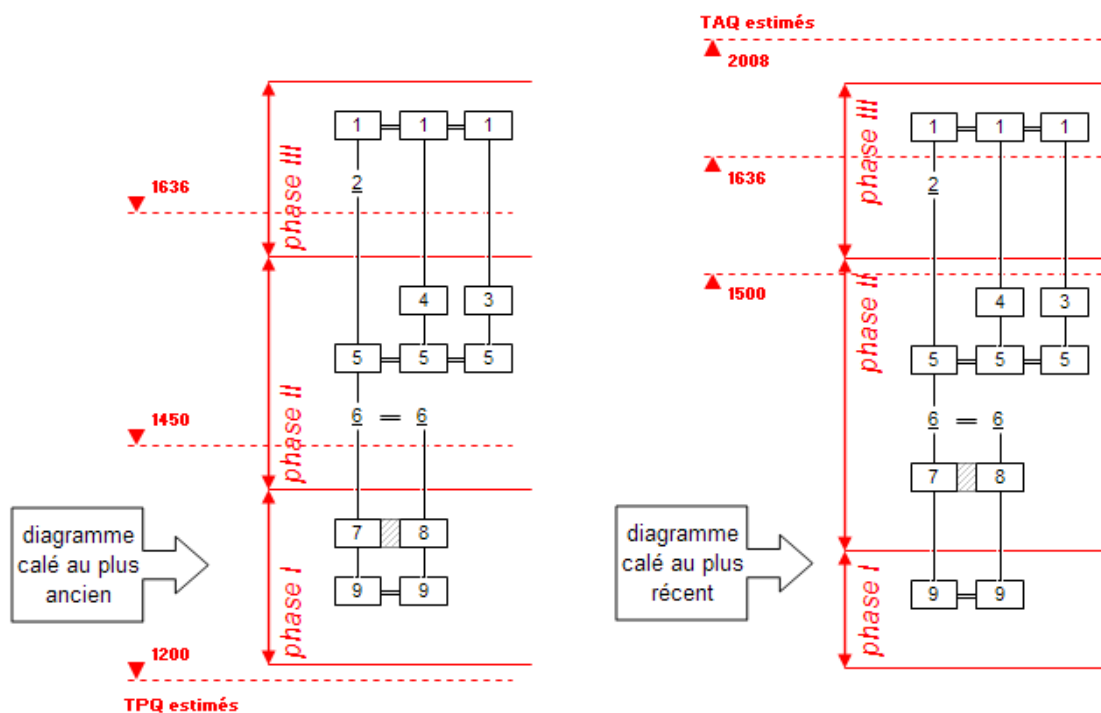 TAQ estimés
2008
phase III
1 1 1
2
1636
phase II
4 3
5 5 5
6 = 6
1450
phase I
7 8
9 9
diagramme
calé au plus
ancien
1200
TPQ estimés
phase III
1 1 1
2
1636
phase II
1500
4 3
5 5 5
6 = 6
7 8
phase I
9 9
diagramme
calé au plus
récent